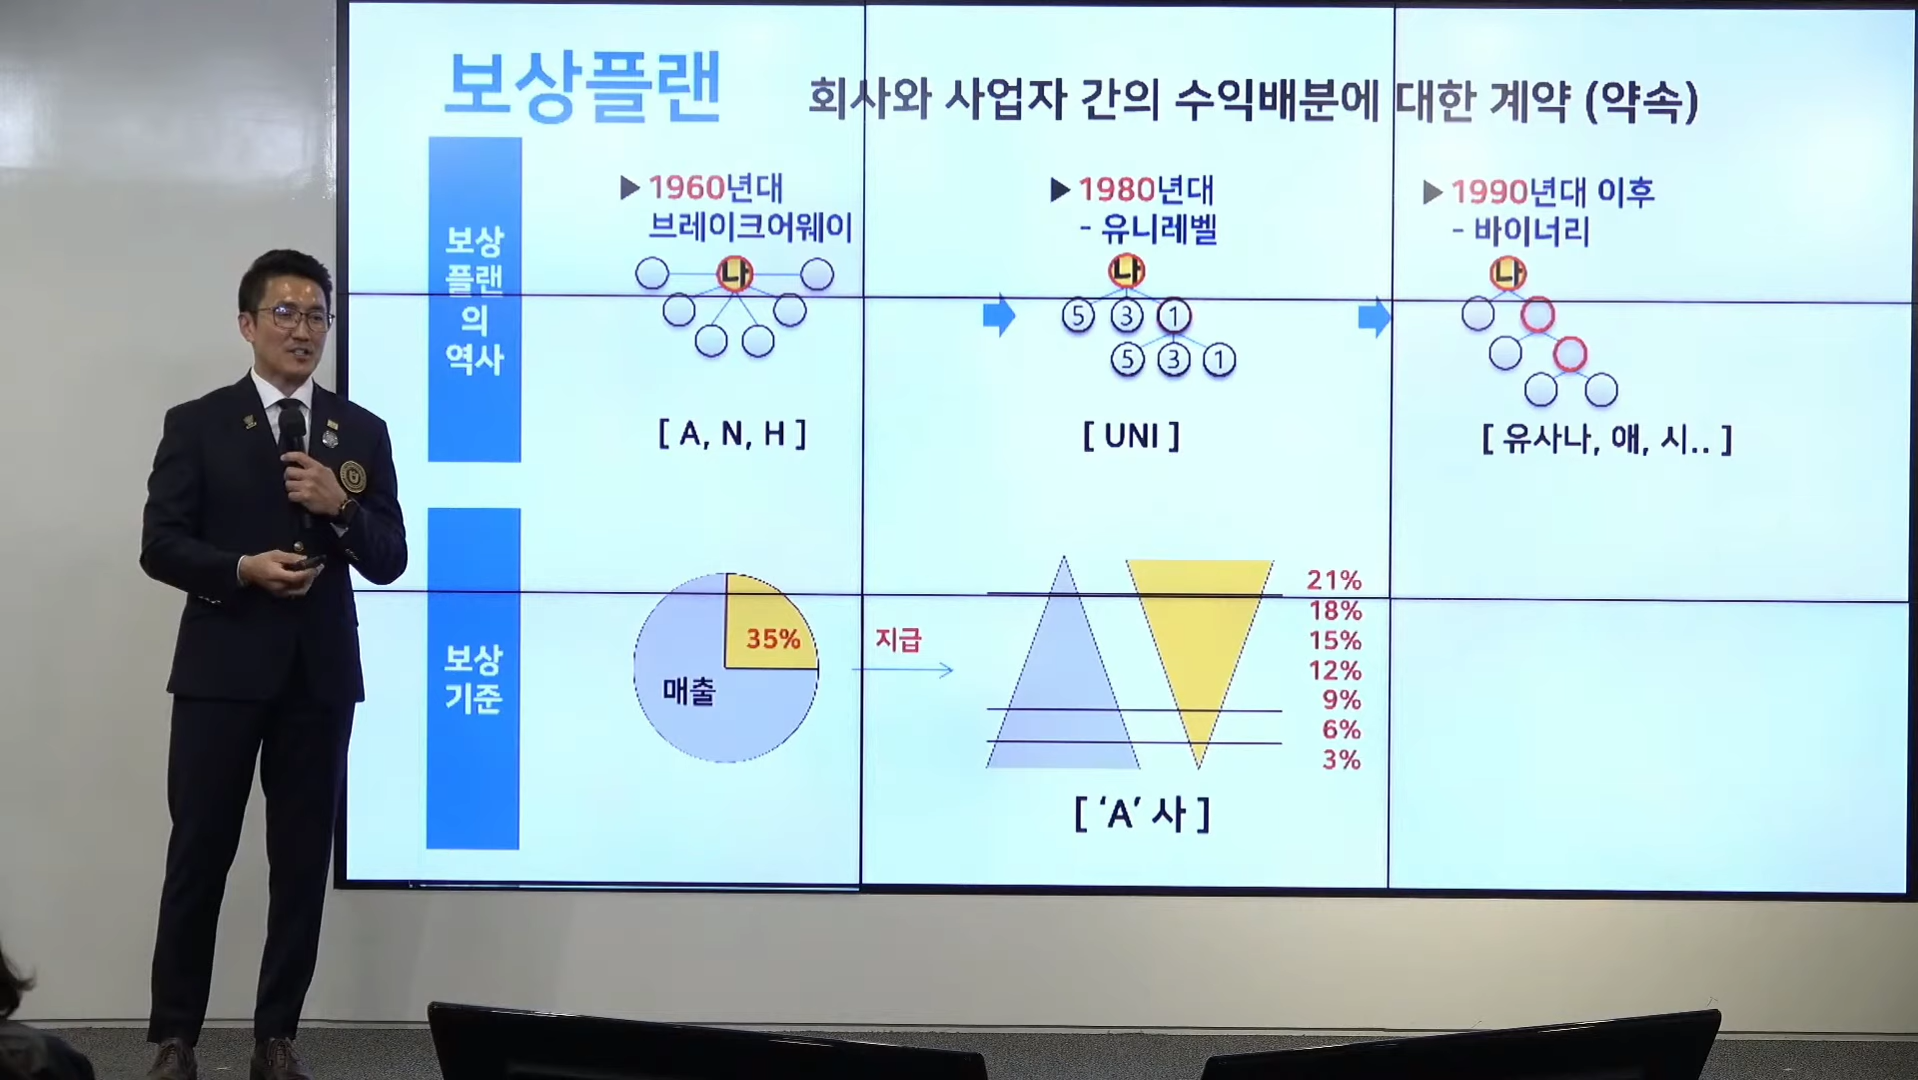 보상플랜
회사와 사업자 간의 수익배분에 대한 계약 (약속)
보상
플랜
의
역사
▶ 1960년대
브레이크어웨이
나
[ A, N, H ]
▶ 1980년대
- 유니레벨
나
5 3 1
5 3 1
[ UNI ]
▶ 1990년대 이후
- 바이너리
나
[ 유사나, 애, 시.. ]
보상
기준
35%
매출
지급
21%
18%
15%
12%
9%
6%
3%
[ ‘A’ 사 ]